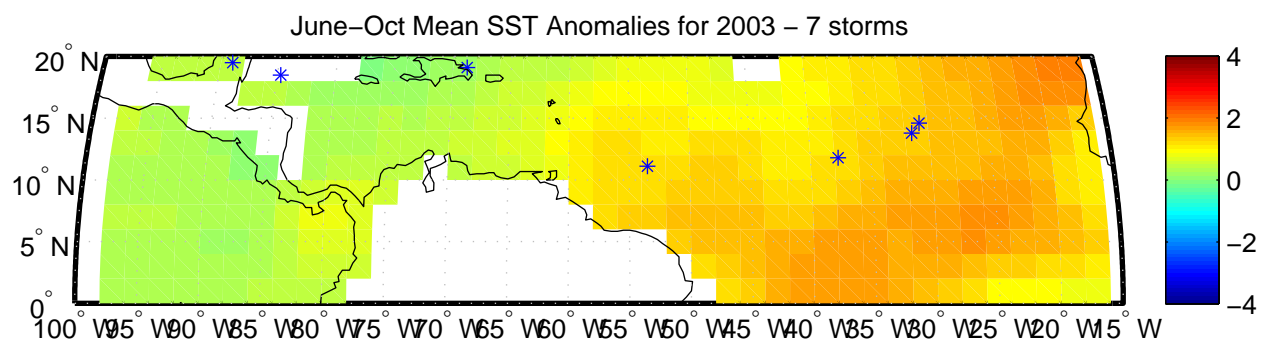 June−Oct Mean SST Anomalies for 2003 − 7 storms
20° N
15° N
10° N
5° N
0°
100° W 95° W 90° W 85° W 80° W 75° W 70° W 65° W 60° W 55° W 50° W 45° W 40° W 35° W 30° W 25° W 20° W 15° W
4
2
0
−2
−4